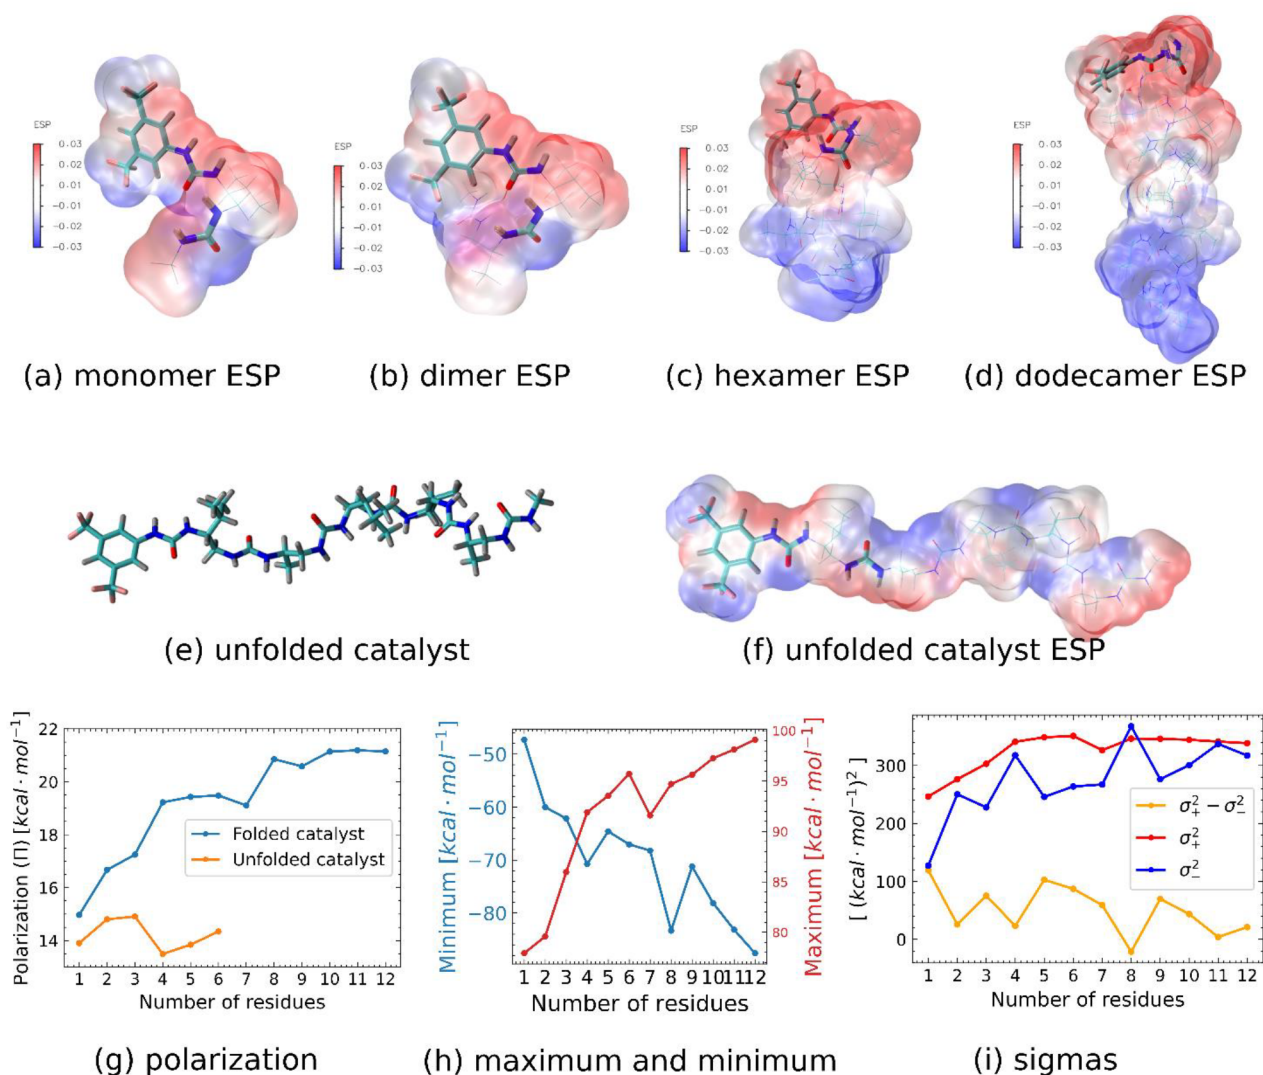 ESP
0.03
0.02
0.01
-0.01
-0.02
-0.03
ESP
0.03
0.02
0.01
-0.01
-0.02
-0.03
ESP
0.03
0.02
0.01
-0.01
-0.02
-0.03
ESP
0.03
0.02
0.01
-0.01
-0.02
-0.03
(a) monomer ESP
(b) dimer ESP
(c) hexamer ESP
(d) dodecamer ESP
(e) unfolded catalyst
(f) unfolded catalyst ESP
Polarization (Π) [kcal · mol⁻¹]
22
20
18
16
14
Folded catalyst
Unfolded catalyst
1 2 3 4 5 6 7 8 9 10 11 12
Number of residues
(g) polarization
Minimum [kcal · mol⁻¹]
−50
−60
−70
−80
100
95
90
85
80
Maximum [kcal · mol⁻¹]
1 2 3 4 5 6 7 8 9 10 11 12
Number of residues
(h) maximum and minimum
[ (kcal · mol⁻¹)² ]
300
200
100
0
σ₊² − σ₋²
σ₊²
σ₋²
1 2 3 4 5 6 7 8 9 10 11 12
Number of residues
(i) sigmas